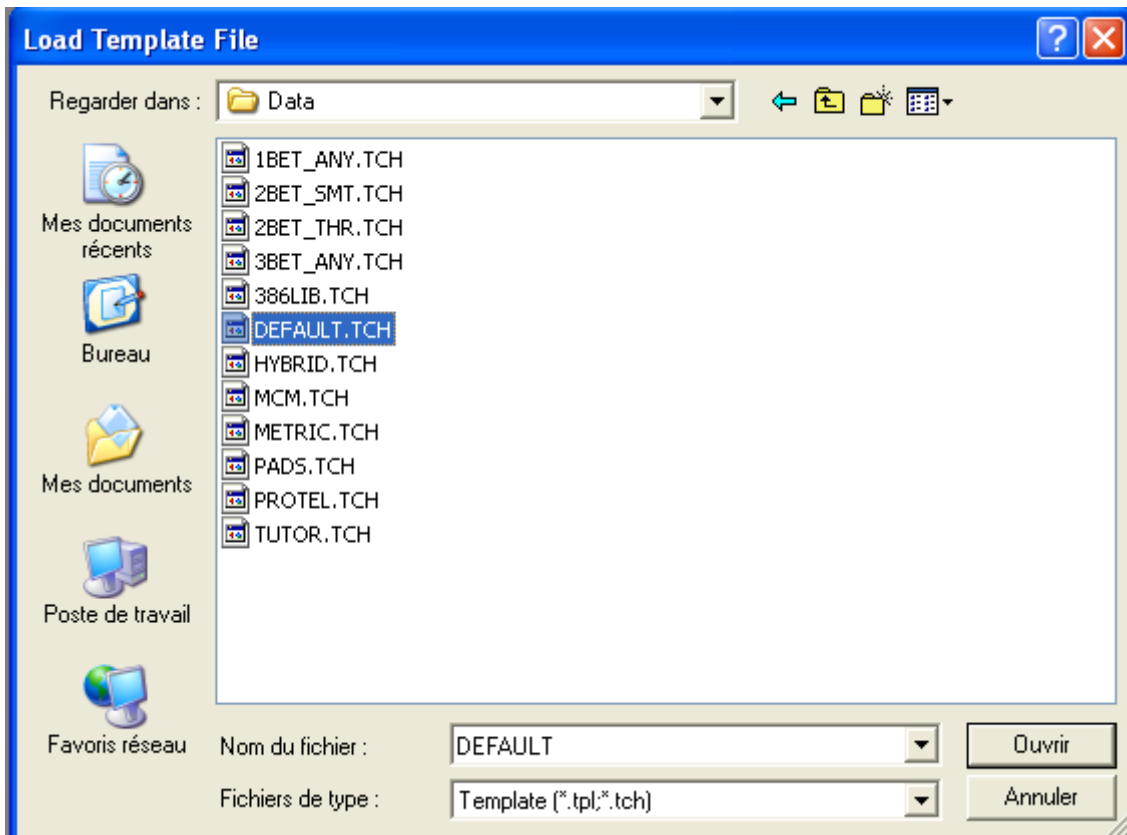 Load Template File
Regarder dans :
Data
1BET_ANY.TCH
2BET_SMT.TCH
2BET_THR.TCH
3BET_ANY.TCH
386LIB.TCH
DEFAULT.TCH
HYBRID.TCH
MCM.TCH
METRIC.TCH
PADS.TCH
PROTEL.TCH
TUTOR.TCH
Mes documents
récents
Bureau
Mes documents
Poste de travail
Favoris réseau
Nom du fichier :
DEFAULT
Ouvrir
Fichiers de type :
Template (*.tpl;*.tch)
Annuler